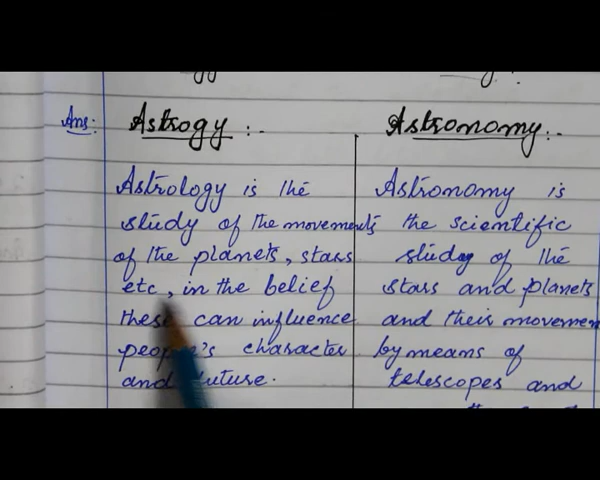 Ans:
Astrogy :-
Astrology is the
study of the movements
of the planets, stars
etc, in the belief
these can influence
people's character
and future.
Astronomy :-
Astronomy is
the scientific
study of the
stars and planets
and their movemen
by means of
telescopes and